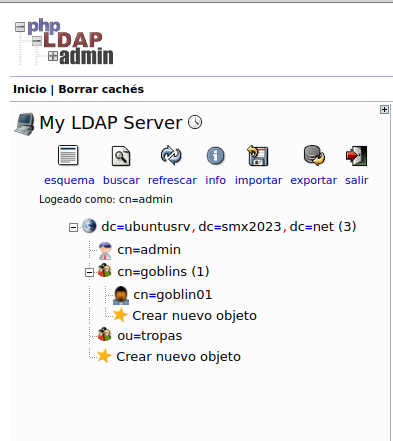 php
LDAP
admin
Inicio | Borrar cachés
My LDAP Server
esquema buscar refrescar info importar exportar salir
Logeado como: cn=admin
dc=ubuntusrv, dc=smx2023, dc=net (3)
cn=admin
cn=goblins (1)
cn=goblin01
Crear nuevo objeto
ou=tropas
Crear nuevo objeto